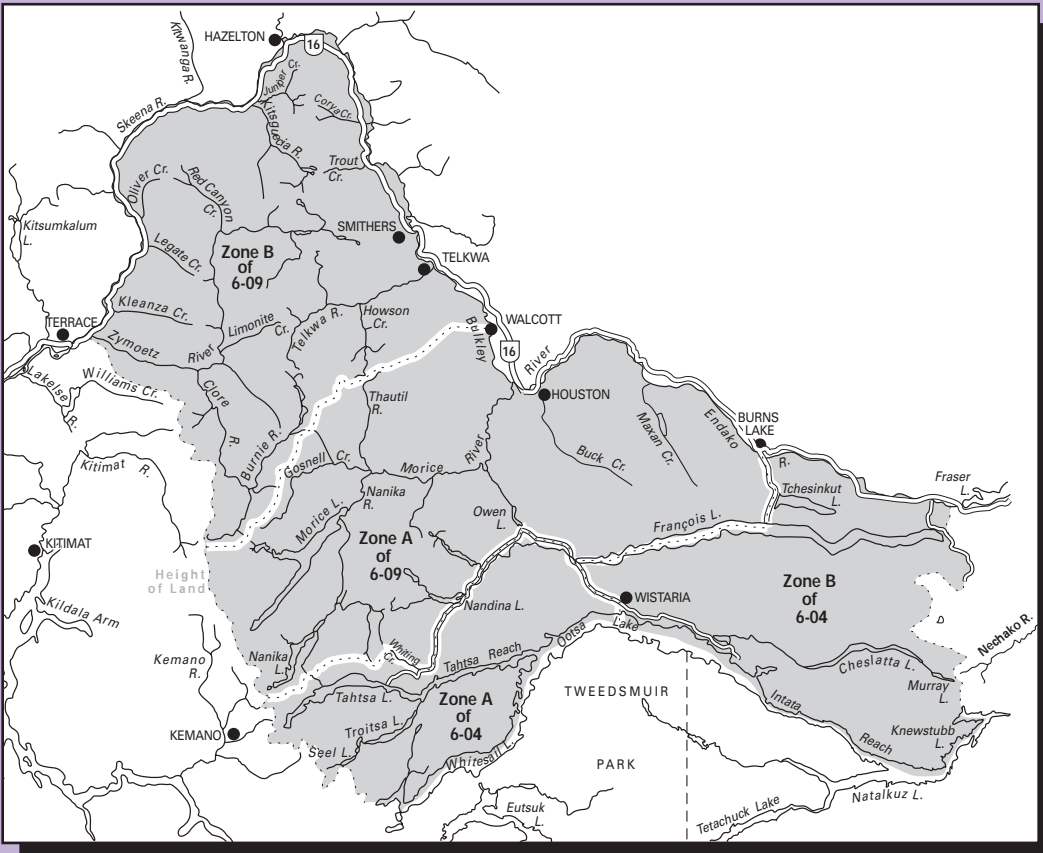 HAZELTON
16
Kitwanga R.
Juniper Cr.
Corya Cr.
Skeena R.
Kitsguecla R.
Trout
Cr.
Oliver Cr.
Red Canyon
Cr.
Kitsumkalum
L.
SMITHERS
Legate Cr.
Zone B
of
6-09
TELKWA
Kleanza Cr.
Limonite
Cr.
Telkwa R.
Howson
Cr.
Bulkley
WALCOTT
TERRACE
Zymoetz
River
16
River
Lakelse R.
Williams Cr.
Clore
R.
Thautil
R.
HOUSTON
Burnie R.
Maxan Cr.
Endako
BURNS
LAKE
R.
Kitimat R.
Gosnell Cr.
Morice
River
Buck Cr.
Fraser
L.
Nanika
R.
Tchesinkut
L.
Morice L.
Owen
L.
François L.
KITIMAT
Zone A
of
6-09
Height
of Land
Zone B
of
6-04
Kildala Arm
Nandina L.
WISTARIA
Nechako R.
Kemano
R.
Nanika
L.
Whiting
Cr.
Tahtsa Reach
Ootsa
Lake
Cheslatta L.
Murray
L.
Tahtsa L.
Zone A
of
6-04
TWEEDSMUIR
Intata
Reach
KEMANO
Troitsa L.
Knewstubb
L.
Seel L.
Whitesail L.
PARK
Natalkuz L.
Eutsuk
L.
Tetachuck Lake